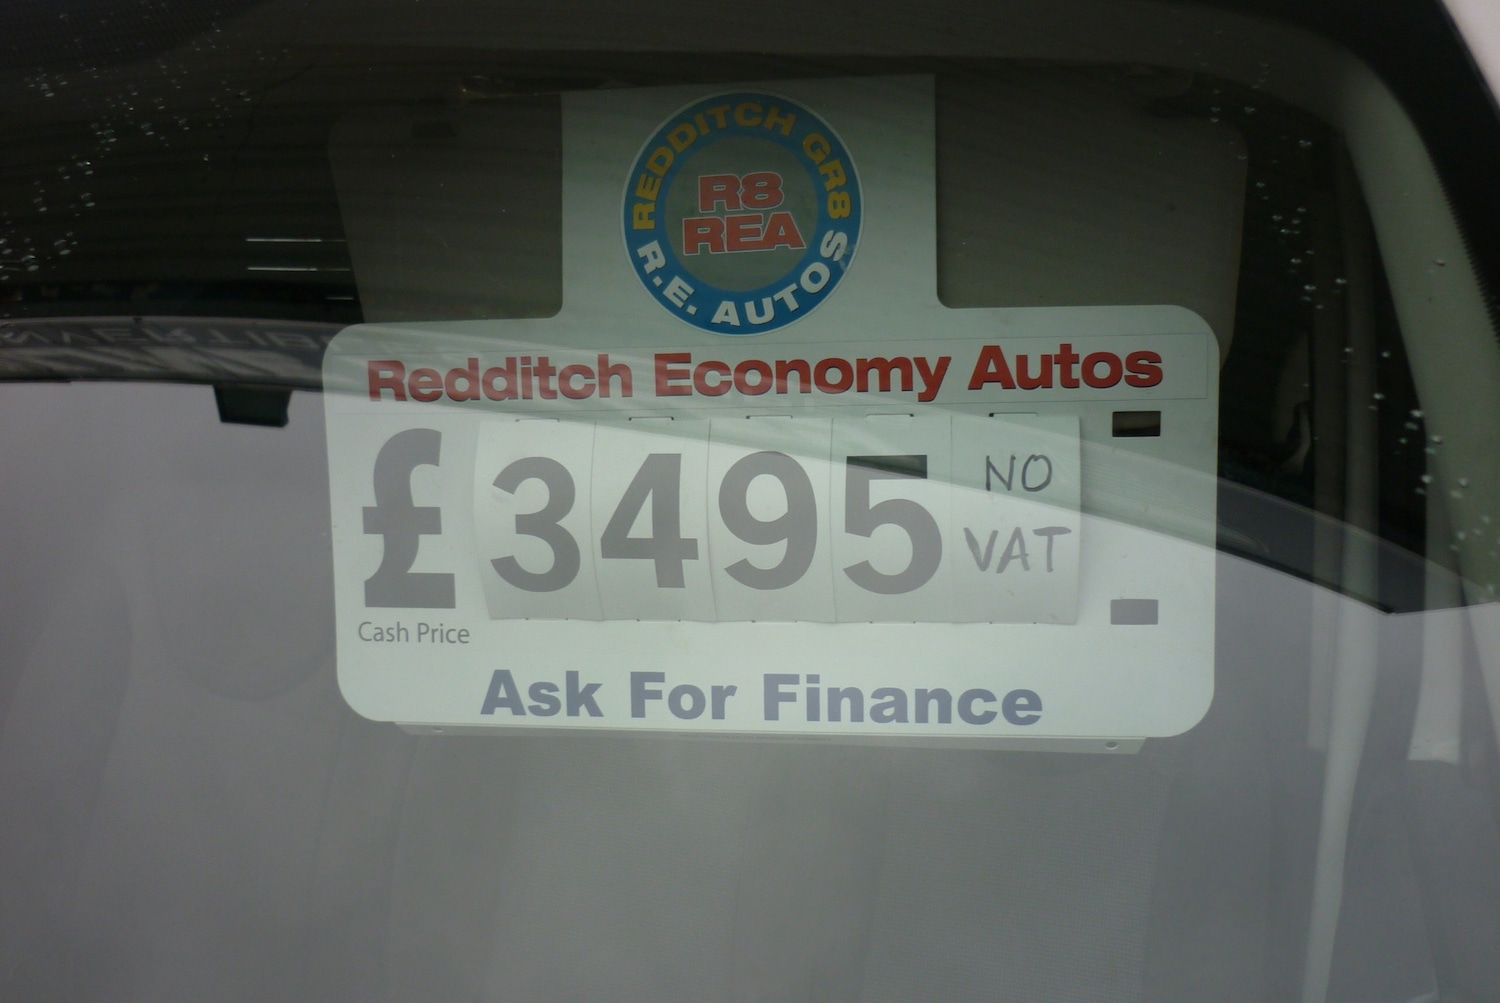 REDDITCH GR8
R8
REA
R.E. AUTOS
Redditch Economy Autos
£3495 NO
VAT
Cash Price
Ask For Finance